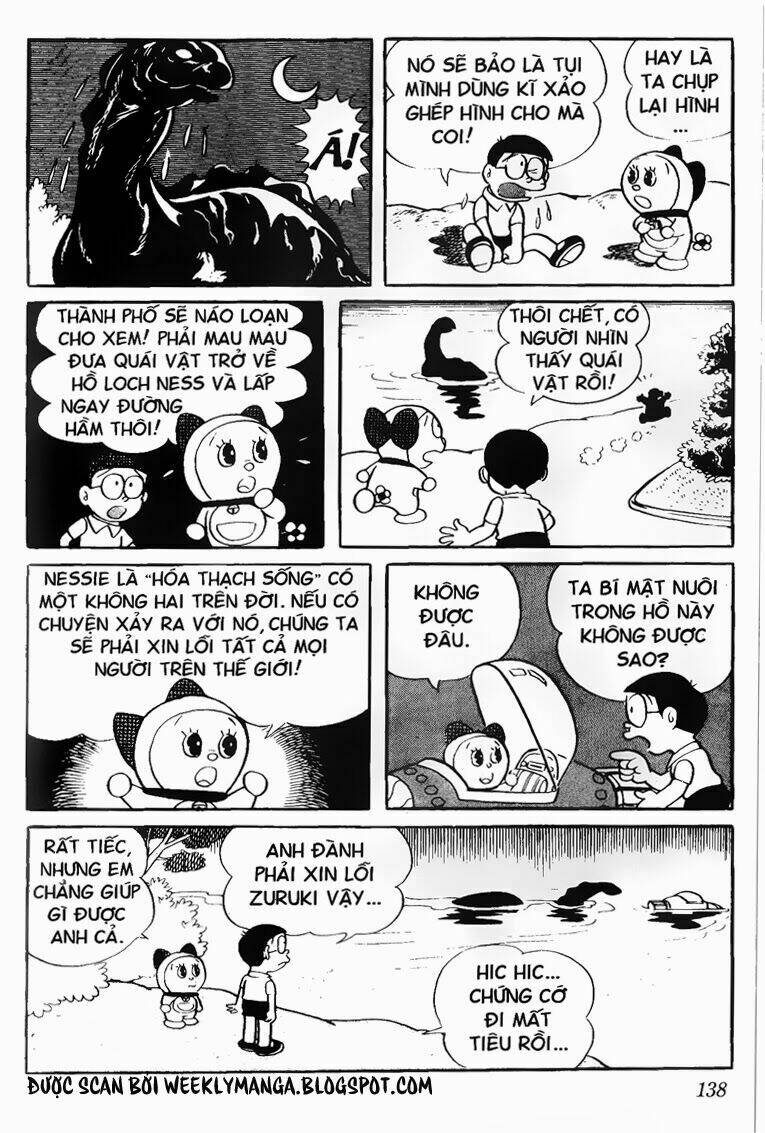 Á!
NÓ SẼ BẢO LÀ TỤI
MÌNH DÙNG KĨ XẢO
GHÉP HÌNH CHO MÀ
COI!
HAY LÀ
TA CHỤP
LẠI HÌNH
...
THÀNH PHỐ SẼ NÁO LOẠN
CHO XEM! PHẢI MAU MAU
ĐƯA QUÁI VẬT TRỞ VỀ
HỒ LOCH NESS VÀ LẤP
NGAY ĐƯỜNG
HẦM THÔI!
THÔI CHẾT, CÓ
NGƯỜI NHÌN
THẤY QUÁI
VẬT RỒI!
NESSIE LÀ "HÓA THẠCH SỐNG" CÓ
MỘT KHÔNG HAI TRÊN ĐỜI. NẾU CÓ
CHUYỆN XẢY RA VỚI NÓ, CHÚNG TA
SẼ PHẢI XIN LỖI TẤT CẢ MỌI
NGƯỜI TRÊN THẾ GIỚI!
KHÔNG
ĐƯỢC
ĐÂU.
TA BÍ MẬT NUÔI
TRONG HỒ NÀY
KHÔNG ĐƯỢC
SAO?
RẤT TIẾC,
NHƯNG EM
CHẲNG GIÚP
GÌ ĐƯỢC
ANH CẢ.
ANH ĐÀNH
PHẢI XIN LỖI
ZURUKI VẬY...
HIC HIC...
CHỨNG CỚ
ĐI MẤT
TIÊU RỒI...
ĐƯỢC SCAN BỞI WEEKLYMANGA.BLOGSPOT.COM
138